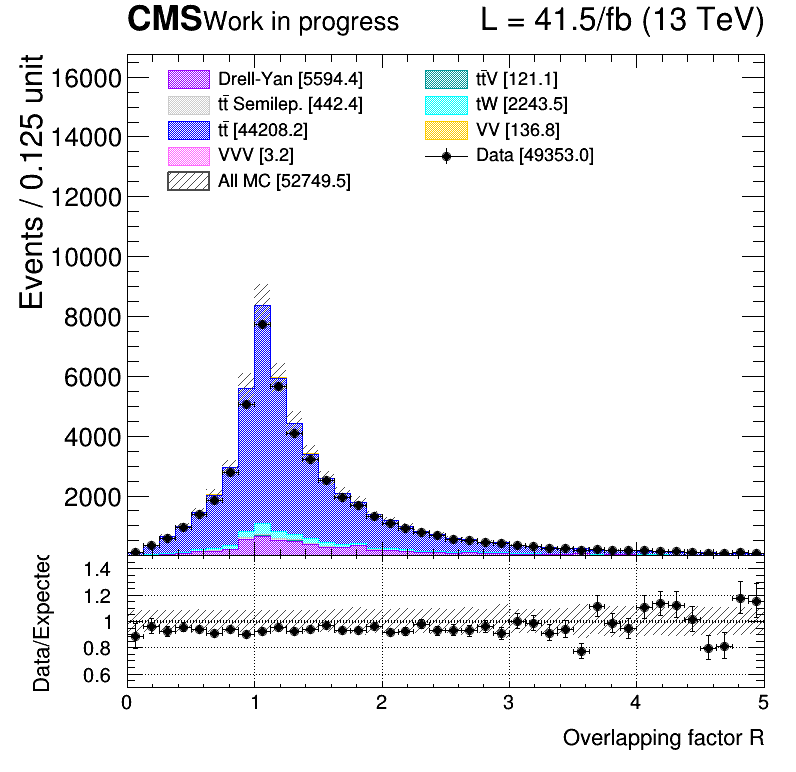 CMS Work in progress L = 41.5/fb (13 TeV)
Events / 0.125 unit
16000
14000
12000
10000
8000
6000
4000
2000
Drell-Yan [5594.4]
tt̄ Semilep. [442.4]
tt̄ [44208.2]
VVV [3.2]
All MC [52749.5]
tt̄V [121.1]
tW [2243.5]
VV [136.8]
Data [49353.0]
Data/Expected
1.4
1.2
1
0.8
0.6
0 1 2 3 4 5
Overlapping factor R